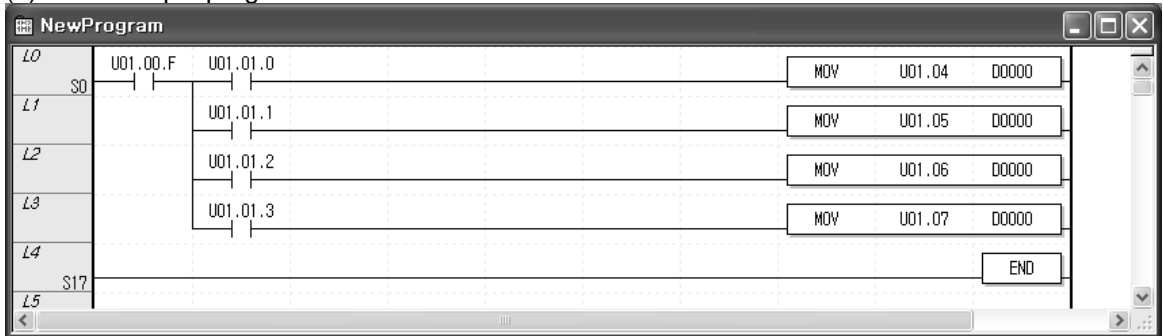 NewProgram
L0 U01.00.F U01.01.0 MOV U01.04 D0000
S0
L1 U01.01.1 MOV U01.05 D0000
L2 U01.01.2 MOV U01.06 D0000
L3 U01.01.3 MOV U01.07 D0000
L4 END
S17
L5